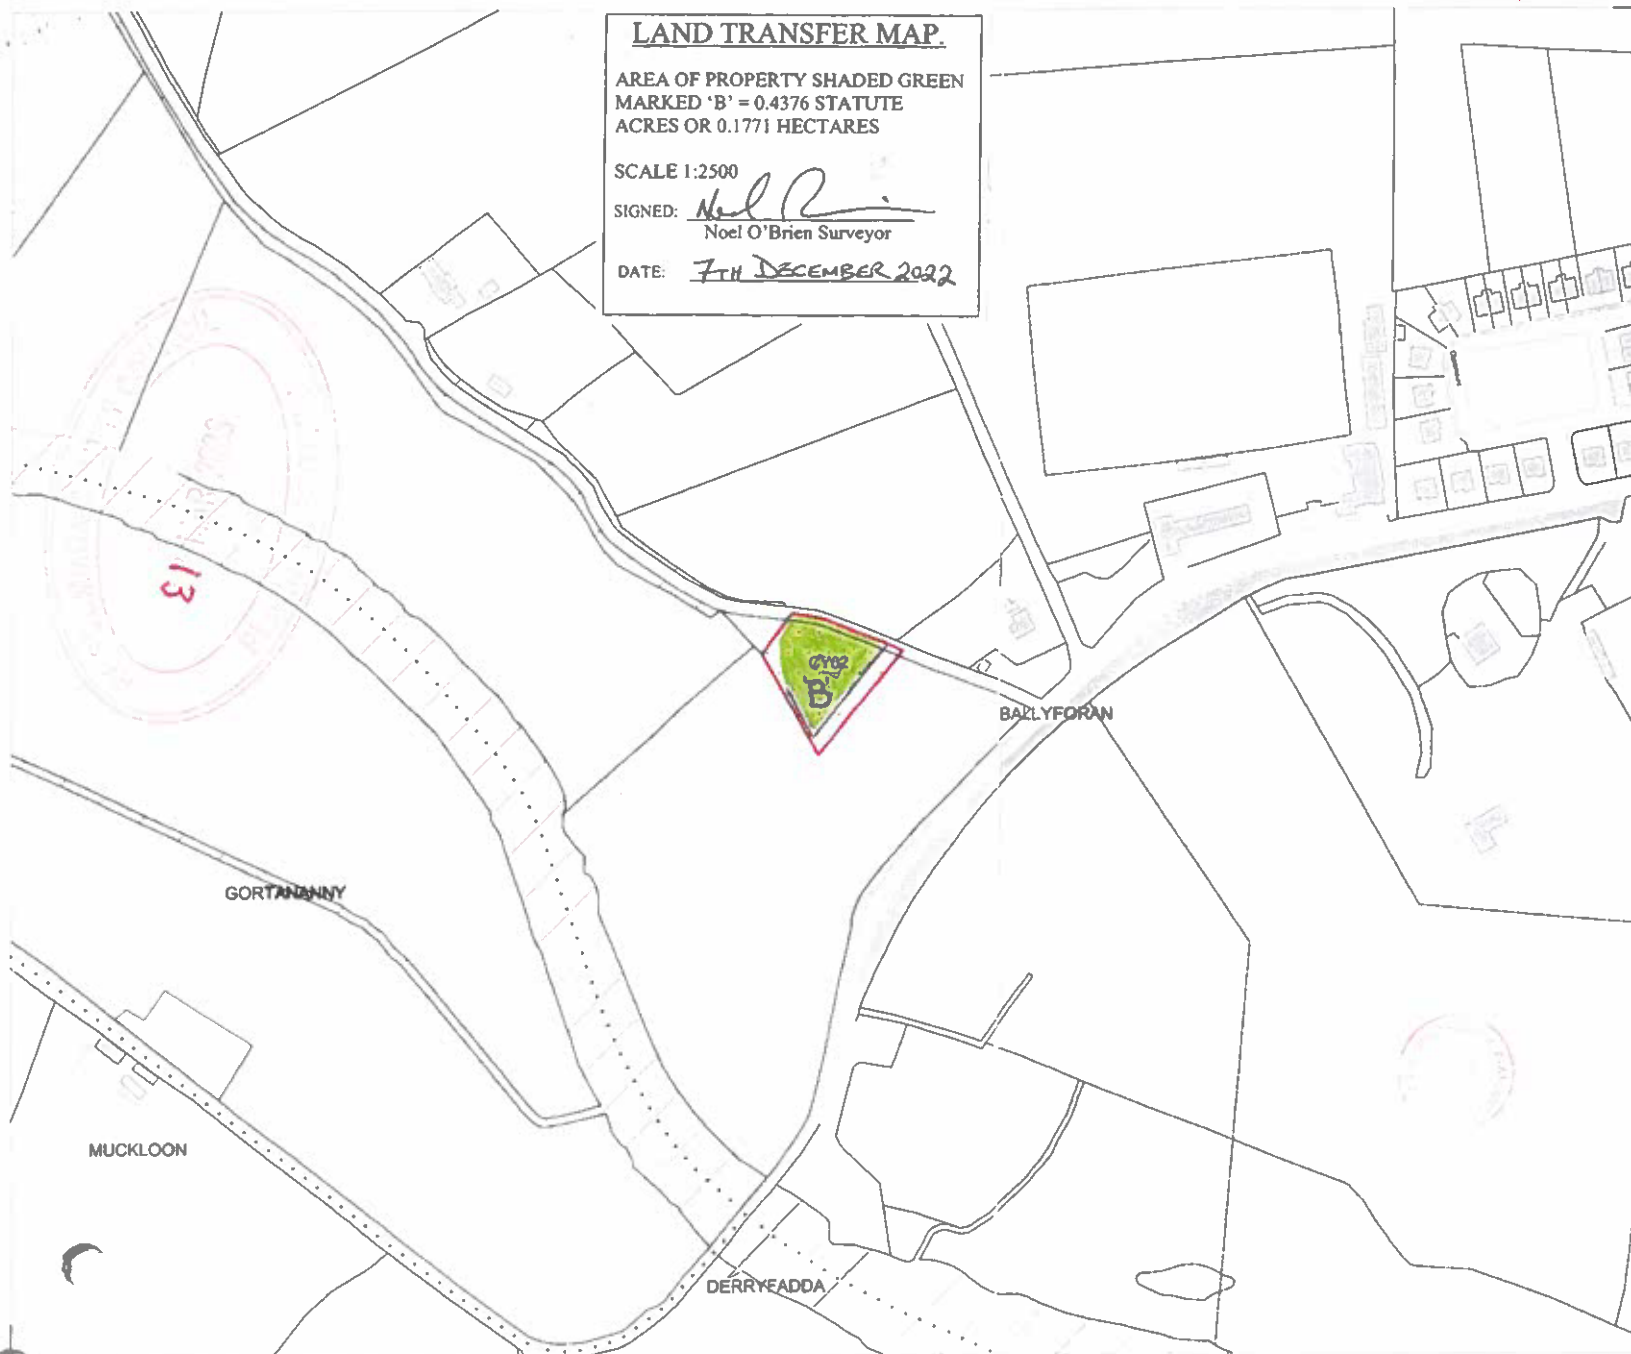 LAND TRANSFER MAP.
AREA OF PROPERTY SHADED GREEN
MARKED 'B' = 0.4376 STATUTE
ACRES OR 0.1771 HECTARES
SCALE 1:2500
SIGNED:
Noel O'Brien Surveyor
DATE: 7TH DECEMBER 2022
13
B
BALLYFORAN
GORTANANNY
MUCKLOON
DERRYFADDA